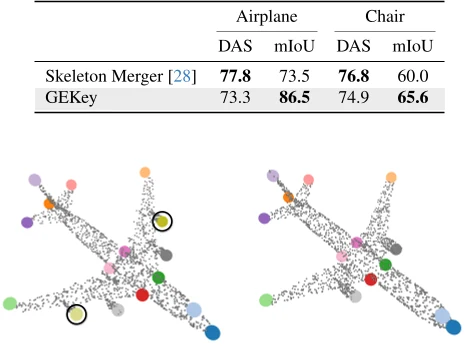 Airplane Chair
DAS mIoU DAS mIoU
Skeleton Merger [28] 77.8 73.5 76.8 60.0
GEKey 73.3 86.5 74.9 65.6